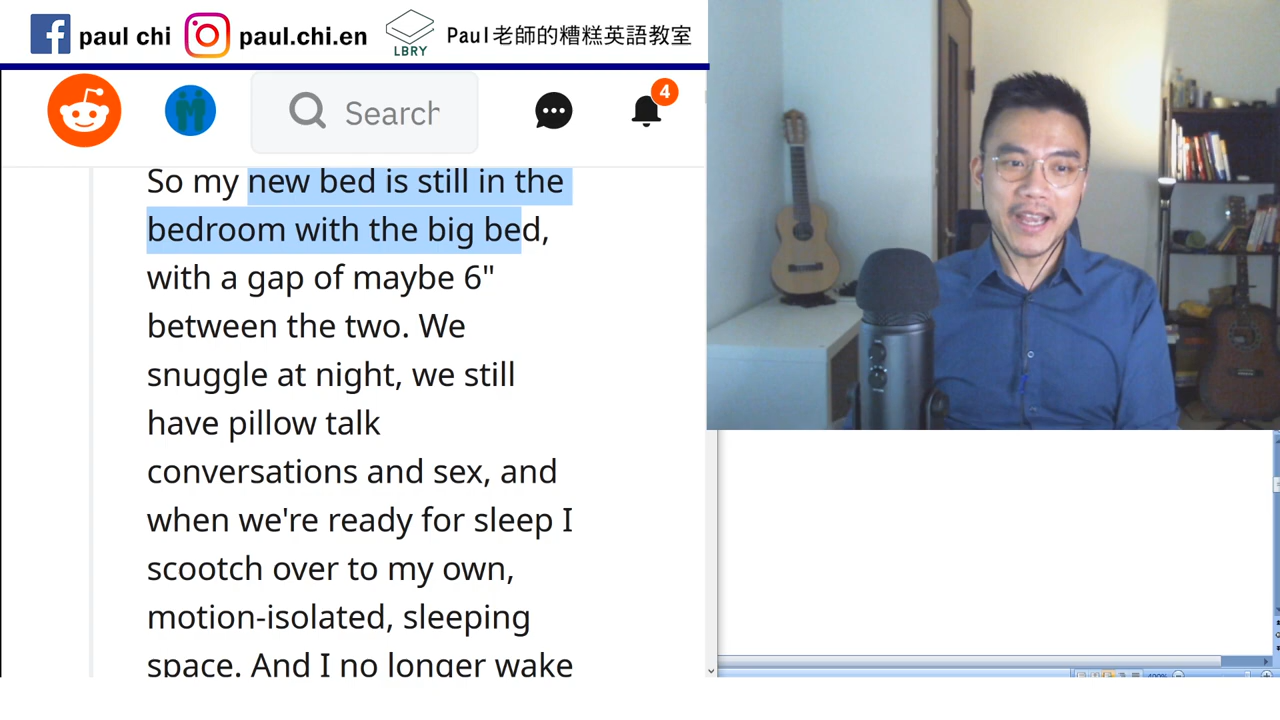 paul chi paul.chi.en LBRY Paul老師的糟糕英語教室
Search 4
So my new bed is still in the
bedroom with the big bed,
with a gap of maybe 6"
between the two. We
snuggle at night, we still
have pillow talk
conversations and sex, and
when we're ready for sleep I
scootch over to my own,
motion-isolated, sleeping
space. And I no longer wake